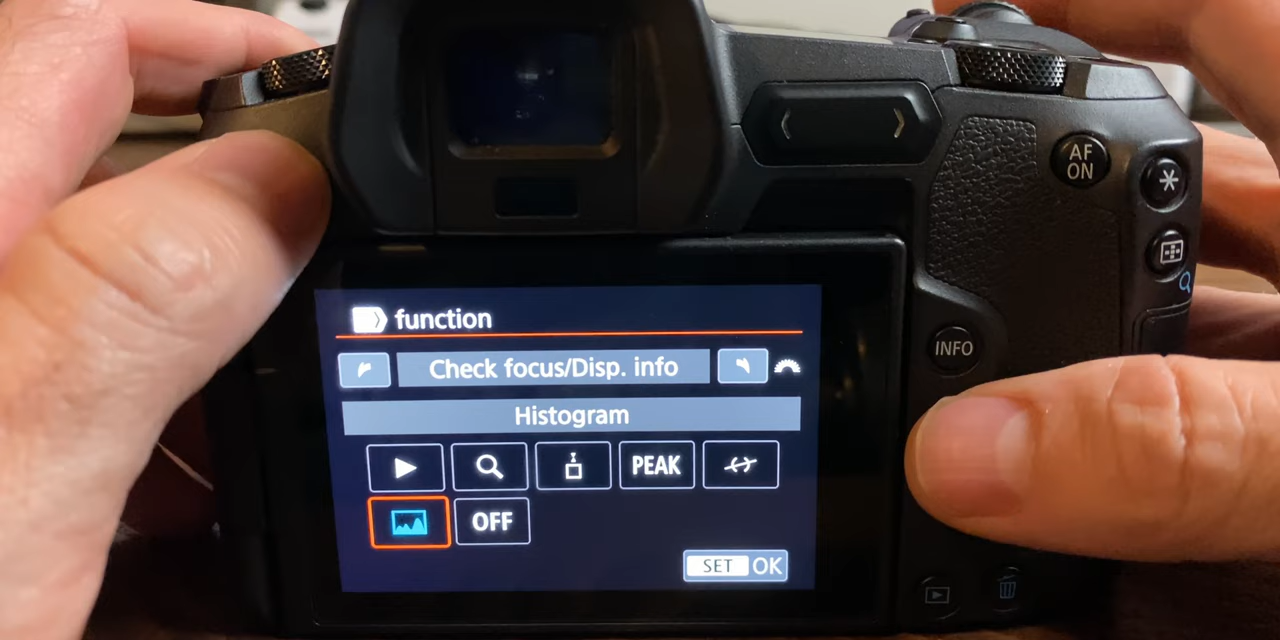 AF
ON
function
INFO
Check focus/Disp. info
Histogram
PEAK
OFF
SET OK